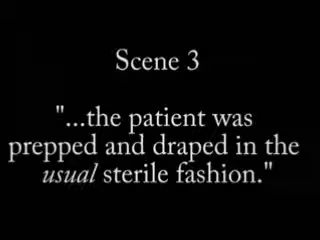 Scene 3
"...the patient was
prepped and draped in the
usual sterile fashion."